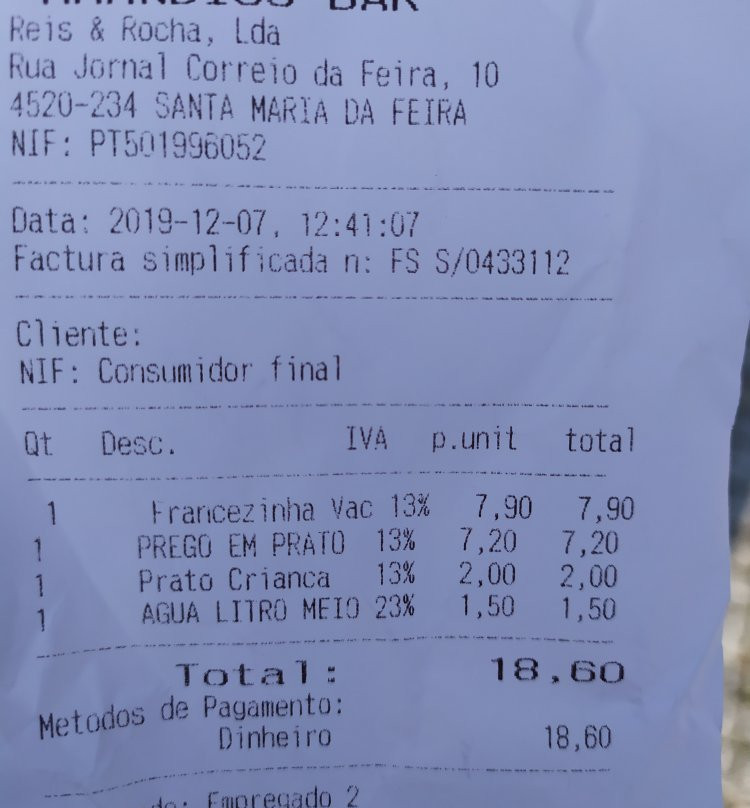 BAR
Reis & Rocha, Lda
Rua Jornal Correio da Feira, 10
4520-234 SANTA MARIA DA FEIRA
NIF: PT501996052
Data: 2019-12-07, 12:41:07
Factura simplificada n: FS S/0433112
Cliente:
NIF: Consumidor final
Qt Desc. IVA p.unit total
1 Francezinha Vac 13% 7,90 7,90
1 PREGO EM PRATO 13% 7,20 7,20
1 Prato Crianca 13% 2,00 2,00
1 AGUA LITRO MEIO 23% 1,50 1,50
Total: 18,60
Metodos de Pagamento:
Dinheiro 18,60
Empregado 2